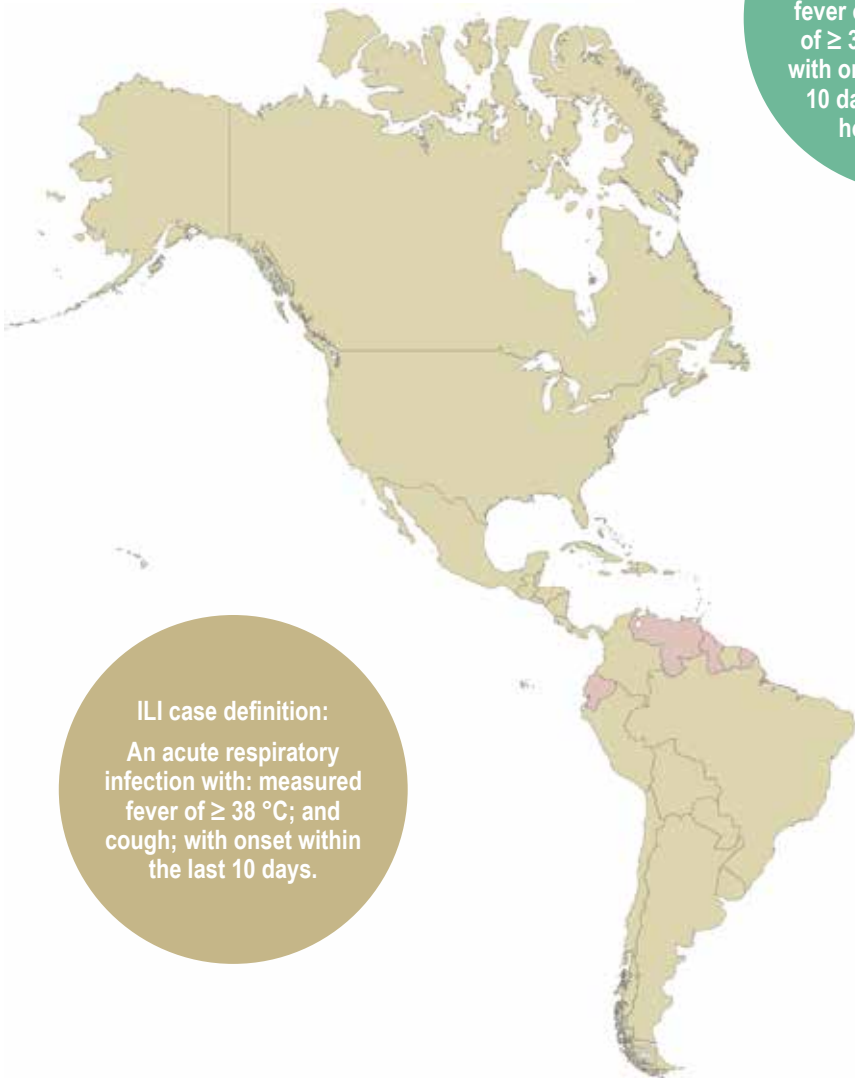 fever
of ≥ 3
with
10 da
ILI case definition:
An acute respiratory
infection with: measured
fever of ≥ 38 °C; and
cough; with onset within
the last 10 days.